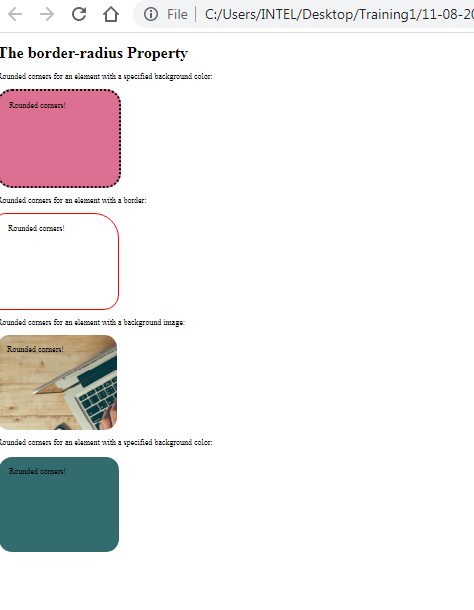 File | C:/Users/INTEL/Desktop/Training1/11-08-20
The border-radius Property
Rounded corners for an element with a specified background color:
Rounded corners!
Rounded corners for an element with a border:
Rounded corners!
Rounded corners for an element with a background image:
Rounded corners!
Rounded corners for an element with a specified background color:
Rounded corners!